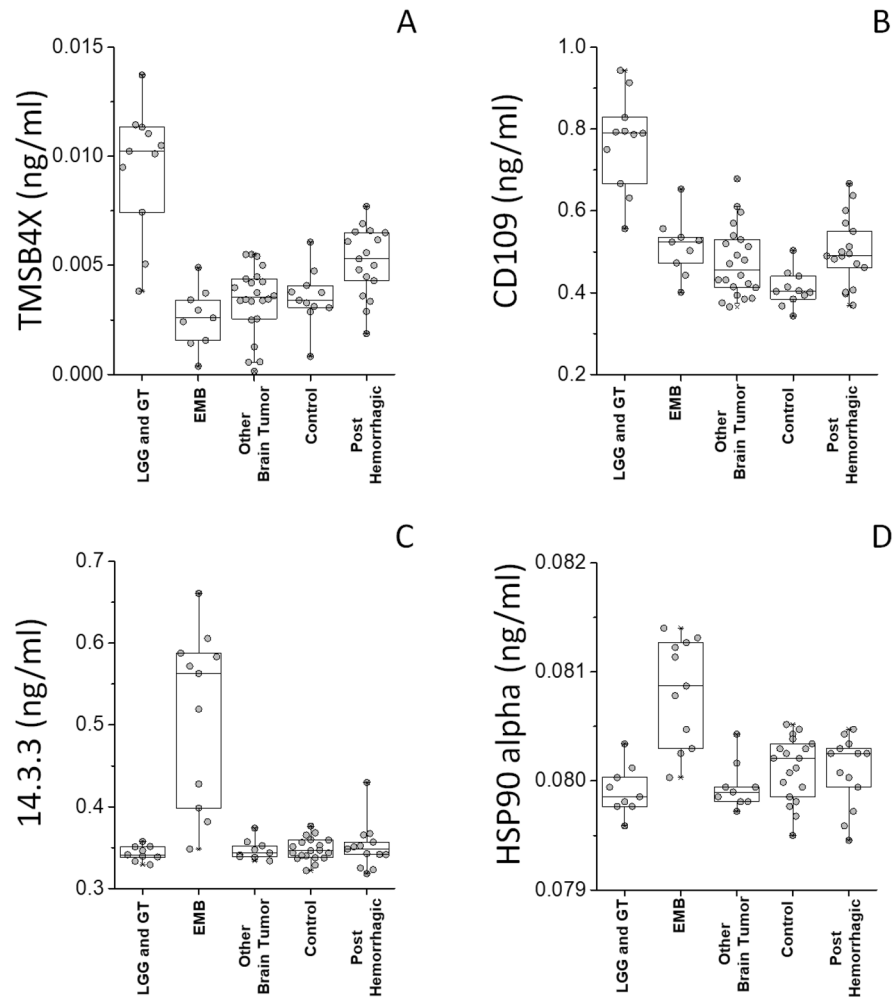 A
TMSB4X (ng/ml)
0.015
0.010
0.005
0.000
LGG and GT
EMB
Other
Brain Tumor
Control
Post
Hemorrhagic
B
CD109 (ng/ml)
1.0
0.8
0.6
0.4
0.2
LGG and GT
EMB
Other
Brain Tumor
Control
Post
Hemorrhagic
C
14.3.3 (ng/ml)
0.7
0.6
0.5
0.4
0.3
LGG and GT
EMB
Other
Brain Tumor
Control
Post
Hemorrhagic
D
HSP90 alpha (ng/ml)
0.082
0.081
0.080
0.079
LGG and GT
EMB
Other
Brain Tumor
Control
Post
Hemorrhagic